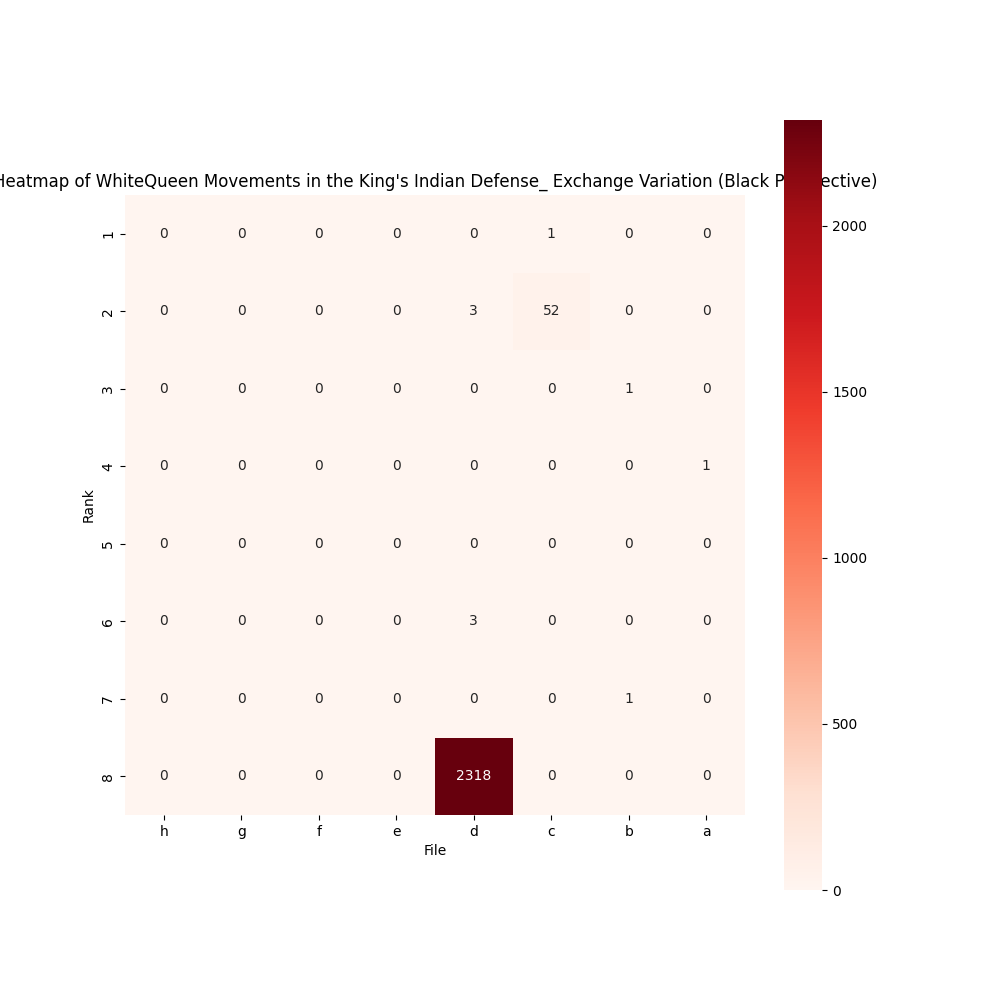 Heatmap of WhiteQueen Movements in the King's Indian Defense_ Exchange Variation (Black P ective)
1 0 0 0 0 0 1 0 0
2 0 0 0 0 3 52 0 0
3 0 0 0 0 0 0 1 0
4 0 0 0 0 0 0 0 1
5 0 0 0 0 0 0 0 0
6 0 0 0 0 3 0 0 0
7 0 0 0 0 0 0 1 0
8 0 0 0 0 2318 0 0 0
h g f e d c b a
File
Rank
2000
1500
1000
500
0